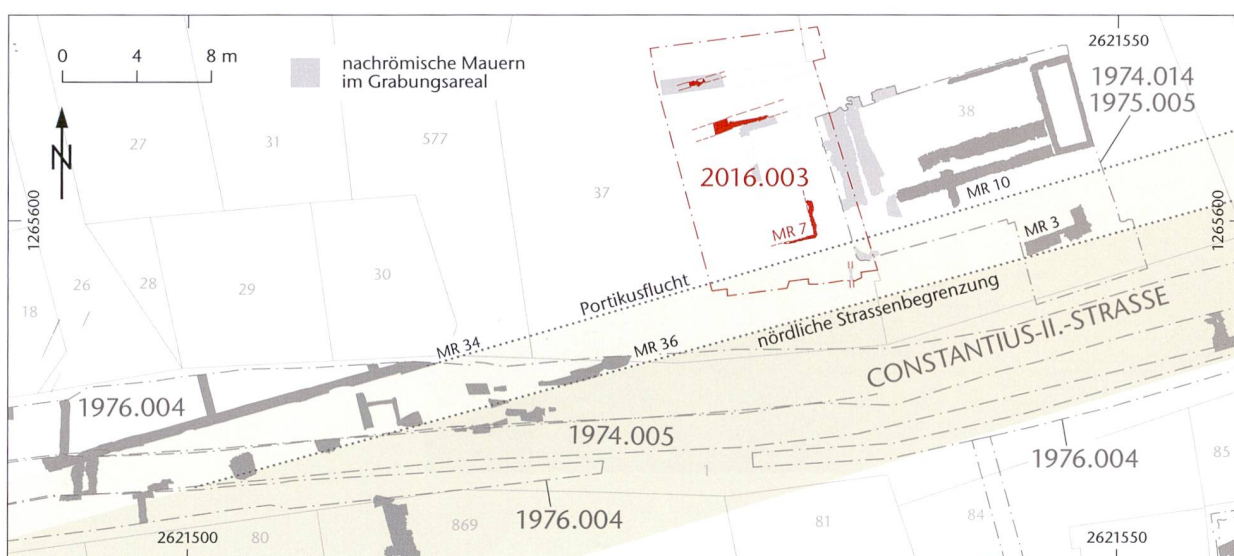 0 4 8 m
nachrömische Mauern
im Grabungsareal
2621550
1974.014
1975.005
N
27
31
577
38
37
2016.003
MR 10
MR 7
MR 3
1265600
1265600
26
28
29
30
18
Portikusflucht
nördliche Strassenbegrenzung
MR 34
MR 36
CONSTANTIUS-II.-STRASSE
1976.004
1974.005
1
1976.004
85
1976.004
2621500
80
869
81
84
2621550